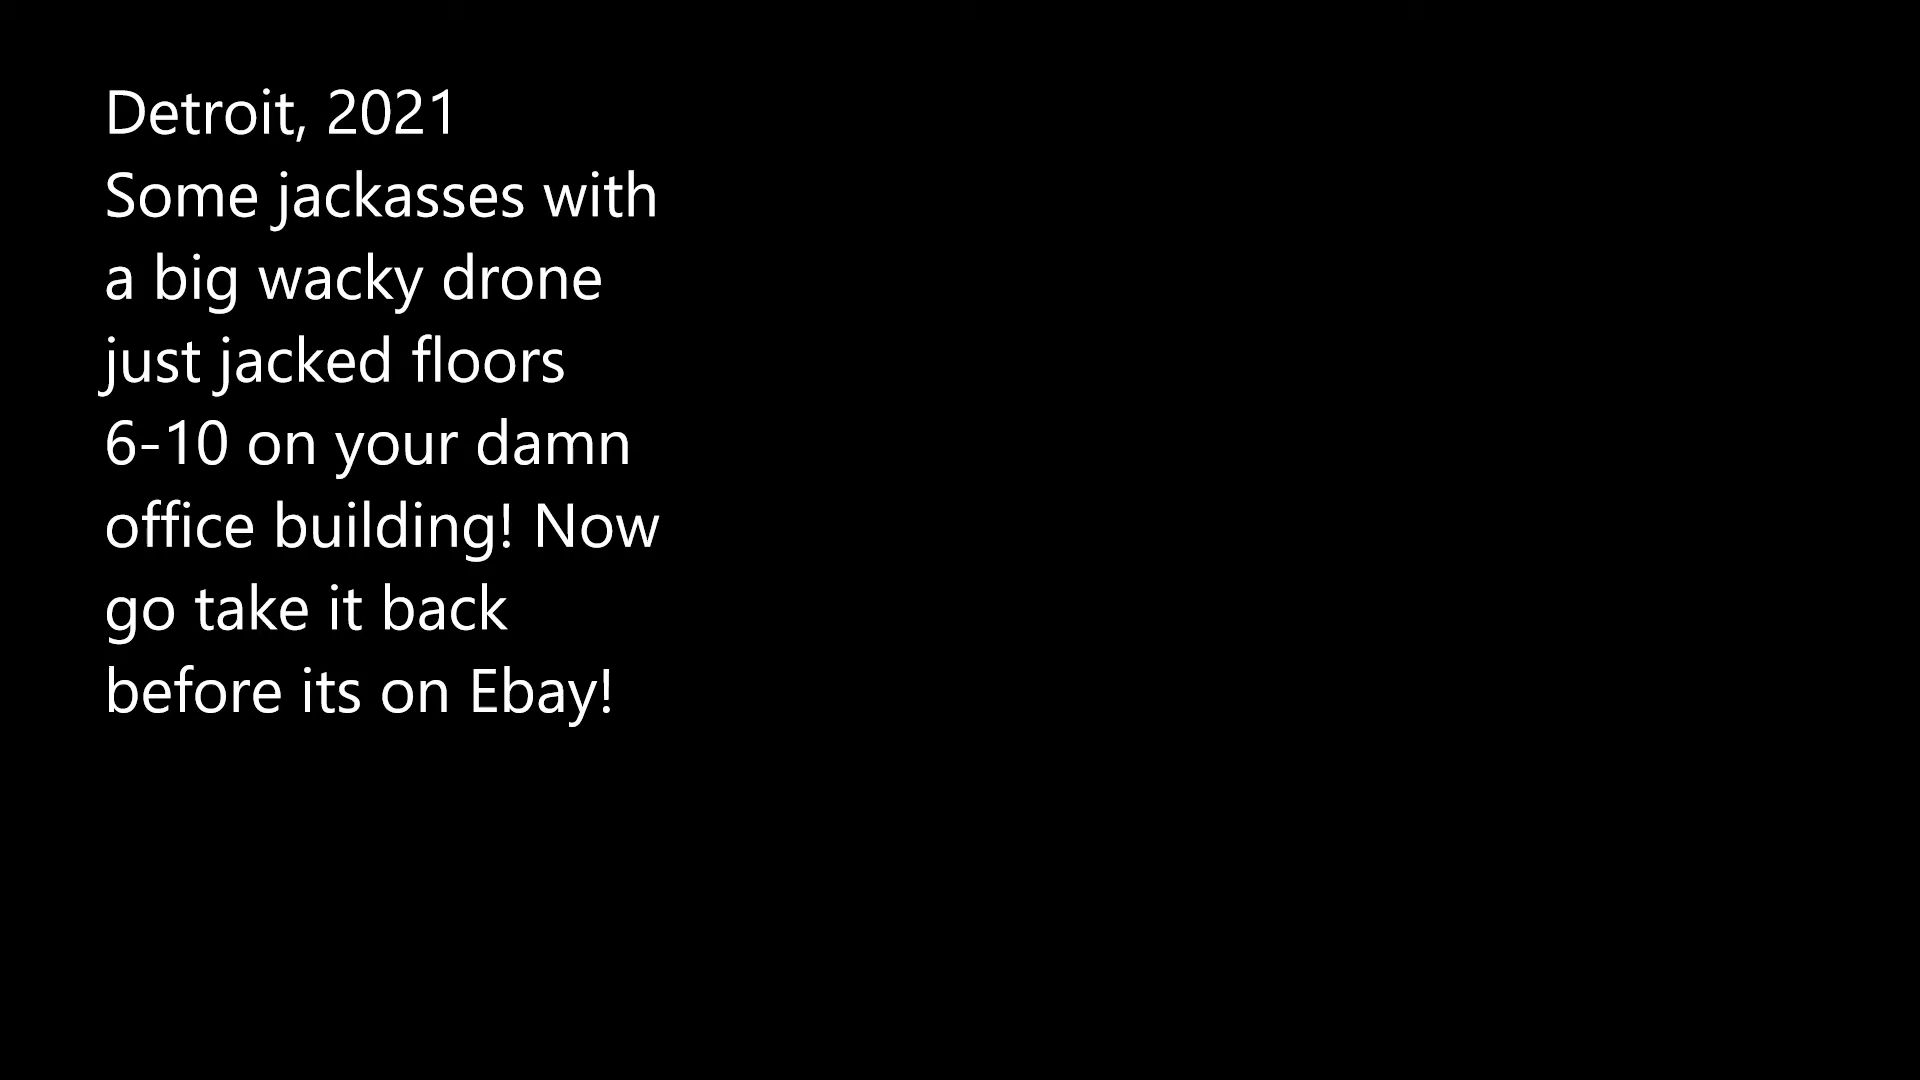 Detroit, 2021
Some jackasses with
a big wacky drone
just jacked floors
6-10 on your damn
office building! Now
go take it back
before its on Ebay!